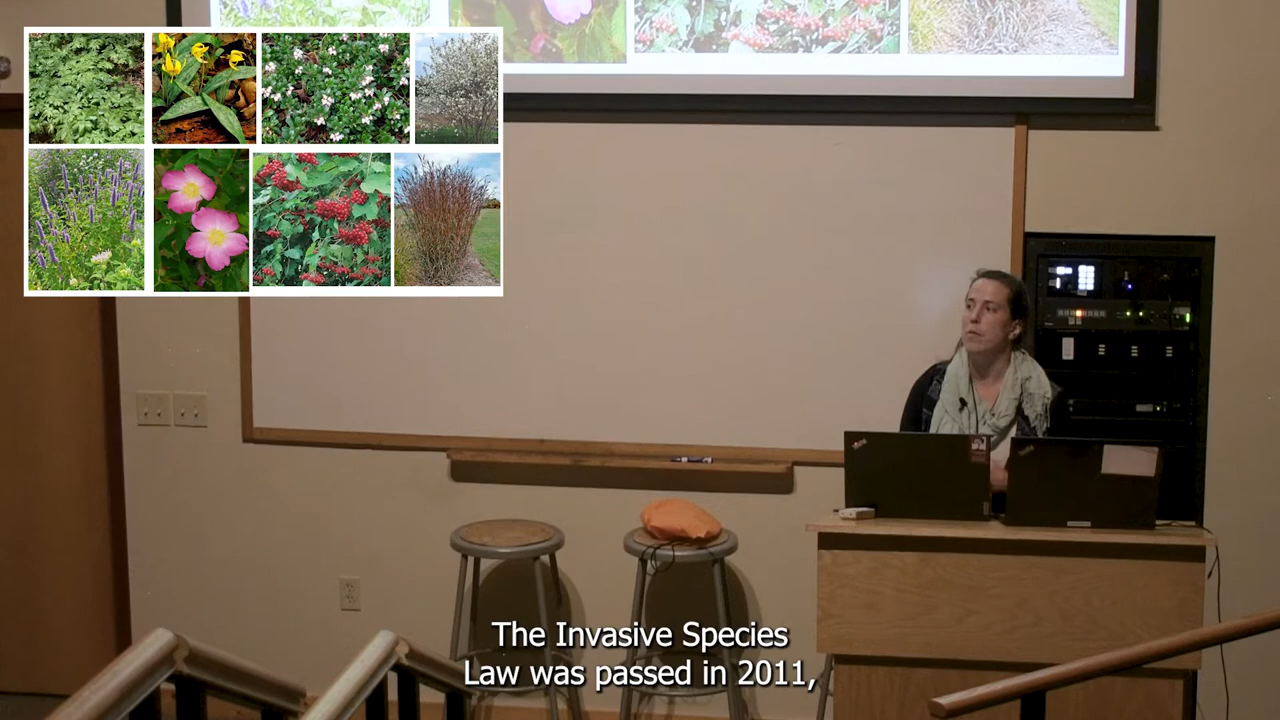 The Invasive Species
Law was passed in 2011,